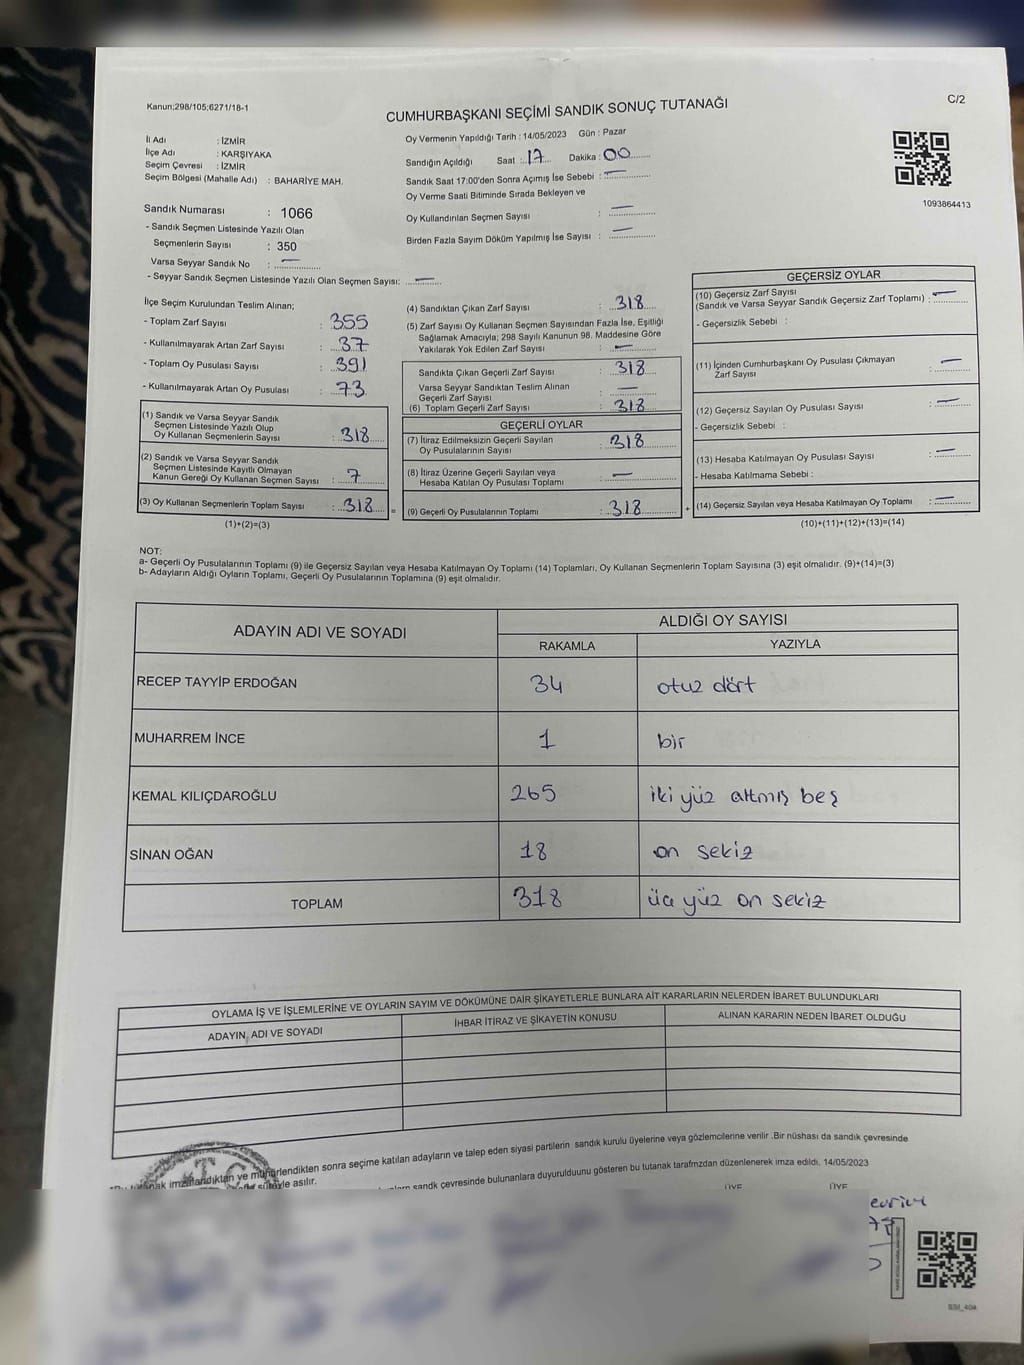 Kanun;298/105;6271/18-1
CUMHURBAŞKANI SEÇİMİ SANDIK SONUÇ TUTANAĞI
C/2
İl Adı : İZMİR
İlçe Adı : KARŞIYAKA
Seçim Çevresi : İZMİR
Seçim Bölgesi (Mahalle Adı) : BAHARİYE MAH.
Oy Vermenin Yapıldığı Tarih : 14/05/2023 Gün : Pazar
Sandığın Açıldığı Saat : 17 Dakika : 00
Sandık Saat 17:00'den Sonra Açımış İse Sebebi : —
Oy Verme Saati Bitiminde Sırada Bekleyen ve
Oy Kullandırılan Seçmen Sayısı : —
Birden Fazla Sayım Döküm Yapılmış İse Sayısı : —
1093864413
Sandık Numarası : 1066
- Sandık Seçmen Listesinde Yazılı Olan
Seçmenlerin Sayısı : 350
Varsa Seyyar Sandık No : —
- Seyyar Sandık Seçmen Listesinde Yazılı Olan Seçmen Sayısı: —
İlçe Seçim Kurulundan Teslim Alınan;
- Toplam Zarf Sayısı : 355
- Kullanılmayarak Artan Zarf Sayısı : 37
- Toplam Oy Pusulası Sayısı : 391
- Kullanılmayarak Artan Oy Pusulası : 73
(1) Sandık ve Varsa Seyyar Sandık
Seçmen Listesinde Yazılı Olup
Oy Kullanan Seçmenlerin Sayısı : 318
(2) Sandık ve Varsa Seyyar Sandık
Seçmen Listesinde Kayıtlı Olmayan
Kanun Gereği Oy Kullanan Seçmen Sayısı : 7
(3) Oy Kullanan Seçmenlerin Toplam Sayısı : 318 =
(1)+(2)=(3)
(4) Sandıktan Çıkan Zarf Sayısı : 318
(5) Zarf Sayısı Oy Kullanan Seçmen Sayısından Fazla İse, Eşitliği
Sağlamak Amacıyla; 298 Sayılı Kanunun 98. Maddesine Göre
Yakılarak Yok Edilen Zarf Sayısı : —
Sandıkta Çıkan Geçerli Zarf Sayısı : 318
Varsa Seyyar Sandıktan Teslim Alınan
Geçerli Zarf Sayısı : —
(6) Toplam Geçerli Zarf Sayısı : 318
GEÇERLİ OYLAR
(7) İtiraz Edilmeksizin Geçerli Sayılan
Oy Pusulalarının Sayısı : 318
(8) İtiraz Üzerine Geçerli Sayılan veya
Hesaba Katılan Oy Pusulası Toplamı : —
(9) Geçerli Oy Pusulalarının Toplamı : 318 +
GEÇERSİZ OYLAR
(10) Geçersiz Zarf Sayısı
(Sandık ve Varsa Seyyar Sandık Geçersiz Zarf Toplamı) : —
- Geçersizlik Sebebi :
(11) İçinden Cumhurbaşkanı Oy Pusulası Çıkmayan
Zarf Sayısı : —
(12) Geçersiz Sayılan Oy Pusulası Sayısı : —
- Geçersizlik Sebebi :
(13) Hesaba Katılmayan Oy Pusulası Sayısı : —
- Hesaba Katılmama Sebebi :
(14) Geçersiz Sayılan veya Hesaba Katılmayan Oy Toplamı : —
(10)+(11)+(12)+(13)=(14)
NOT:
a- Geçerli Oy Pusulalarının Toplamı (9) ile Geçersiz Sayılan veya Hesaba Katılmayan Oy Toplamı (14) Toplamları, Oy Kullanan Seçmenlerin Toplam Sayısına (3) eşit olmalıdır. (9)+(14)=(3)
b- Adayların Aldığı Oyların Toplamı, Geçerli Oy Pusulalarının Toplamına (9) eşit olmalıdır.
ADAYIN ADI VE SOYADI
ALDIĞI OY SAYISI
RAKAMLA YAZIYLA
RECEP TAYYİP ERDOĞAN 34 otuz dört
MUHARREM İNCE 1 bir
KEMAL KILIÇDAROĞLU 265 iki yüz altmış beş
SİNAN OĞAN 18 on sekiz
TOPLAM 318 üç yüz on sekiz
OYLAMA İŞ VE İŞLEMLERİNE VE OYLARIN SAYIM VE DÖKÜMÜNE DAİR ŞİKAYETLERLE BUNLARA AİT KARARLARIN NELERDEN İBARET BULUNDUKLARI
ADAYIN, ADI VE SOYADI İHBAR İTİRAZ VE ŞİKAYETİN KONUSU ALINAN KARARIN NEDEN İBARET OLDUĞU
imzalandıktan ve mühürlendikten sonra seçime katılan adayların ve talep eden siyasi partilerin sandık kurulu üyelerine veya gözlemcilerine verilir .Bir nüshası da sandık çevresinde
asılır.
sandk çevresinde bulunanlara duyurulduunu gösteren bu tutanak tarafmzdan düzenlenerek imza edildi. 14/05/2023
T.C.
ÜYE ÜYE
SSI_40A